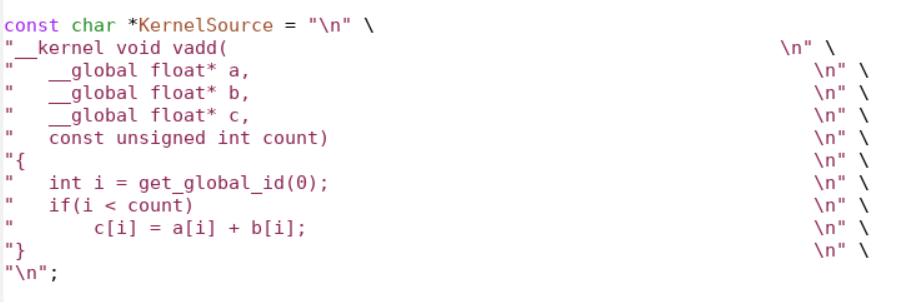 const char *KernelSource = "\n" \
"__kernel void vadd(                                                 \n" \
"   __global float* a,                                                  \n" \
"   __global float* b,                                                  \n" \
"   __global float* c,                                                  \n" \
"   const unsigned int count)                                           \n" \
"{                                                                      \n" \
"   int i = get_global_id(0);                                           \n" \
"   if(i < count)                                                       \n" \
"       c[i] = a[i] + b[i];                                             \n" \
"}                                                                      \n" \
"\n";